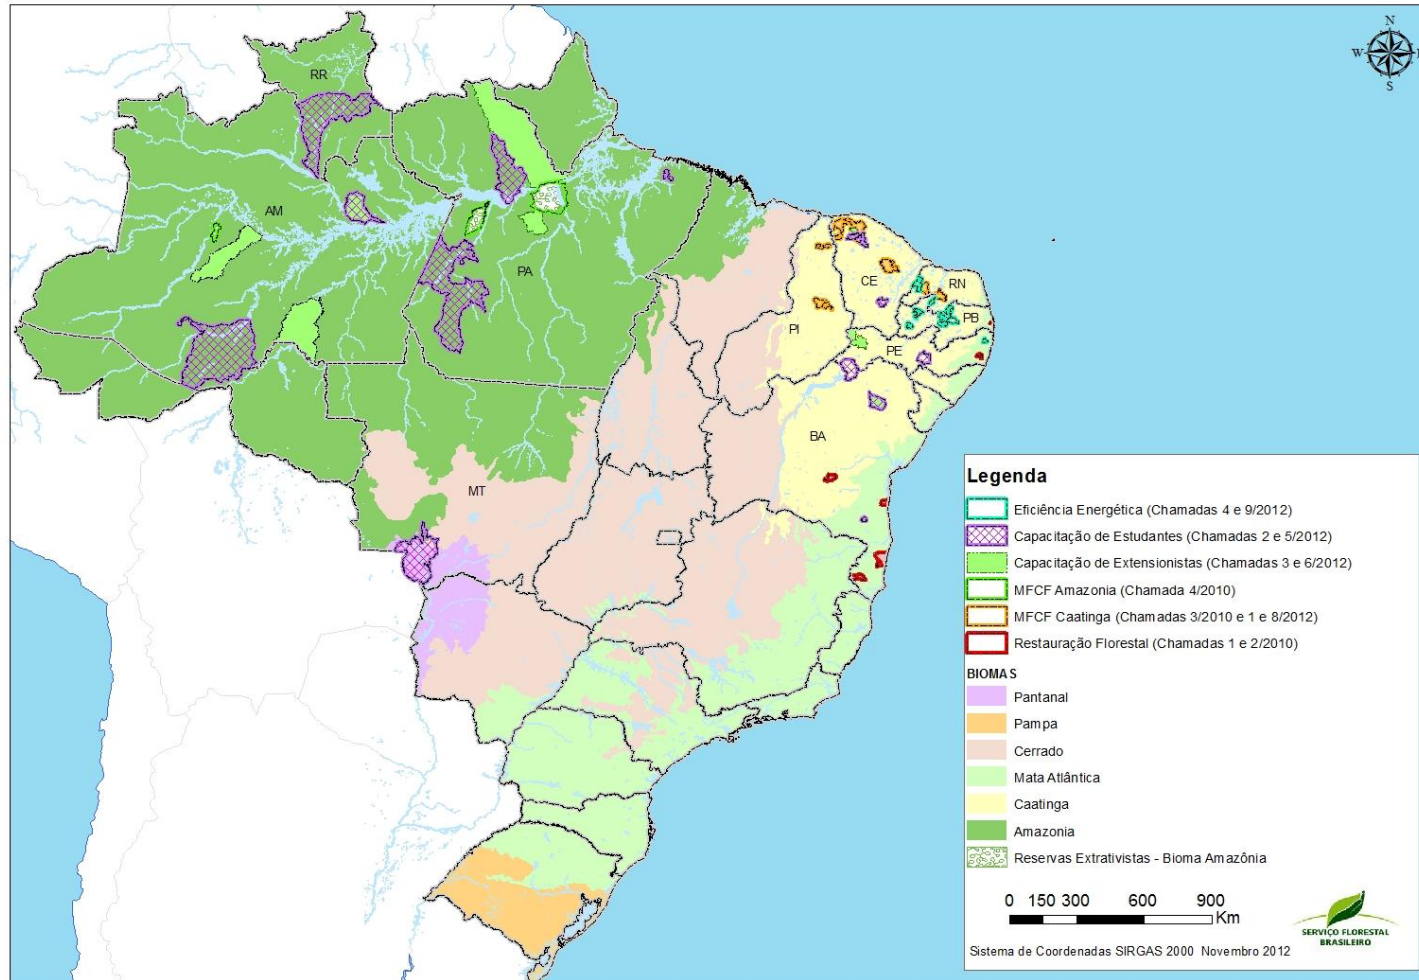 N
W
S
RR
AM
PA
MT
PI
CE
RN
PB
PE
BA
Legenda
Eficiência Energética (Chamadas 4 e 9/2012)
Capacitação de Estudantes (Chamadas 2 e 5/2012)
Capacitação de Extensionistas (Chamadas 3 e 6/2012)
MFCF Amazonia (Chamada 4/2010)
MFCF Caatinga (Chamadas 3/2010 e 1 e 8/2012)
Restauração Florestal (Chamadas 1 e 2/2010)
BIOMAS
Pantanal
Pampa
Cerrado
Mata Atlântica
Caatinga
Amazonia
Reservas Extrativistas - Bioma Amazônia
0 150 300 600 900
Km
SERVIÇO FLORESTAL
BRASILEIRO
Sistema de Coordenadas SIRGAS 2000 Novembro 2012